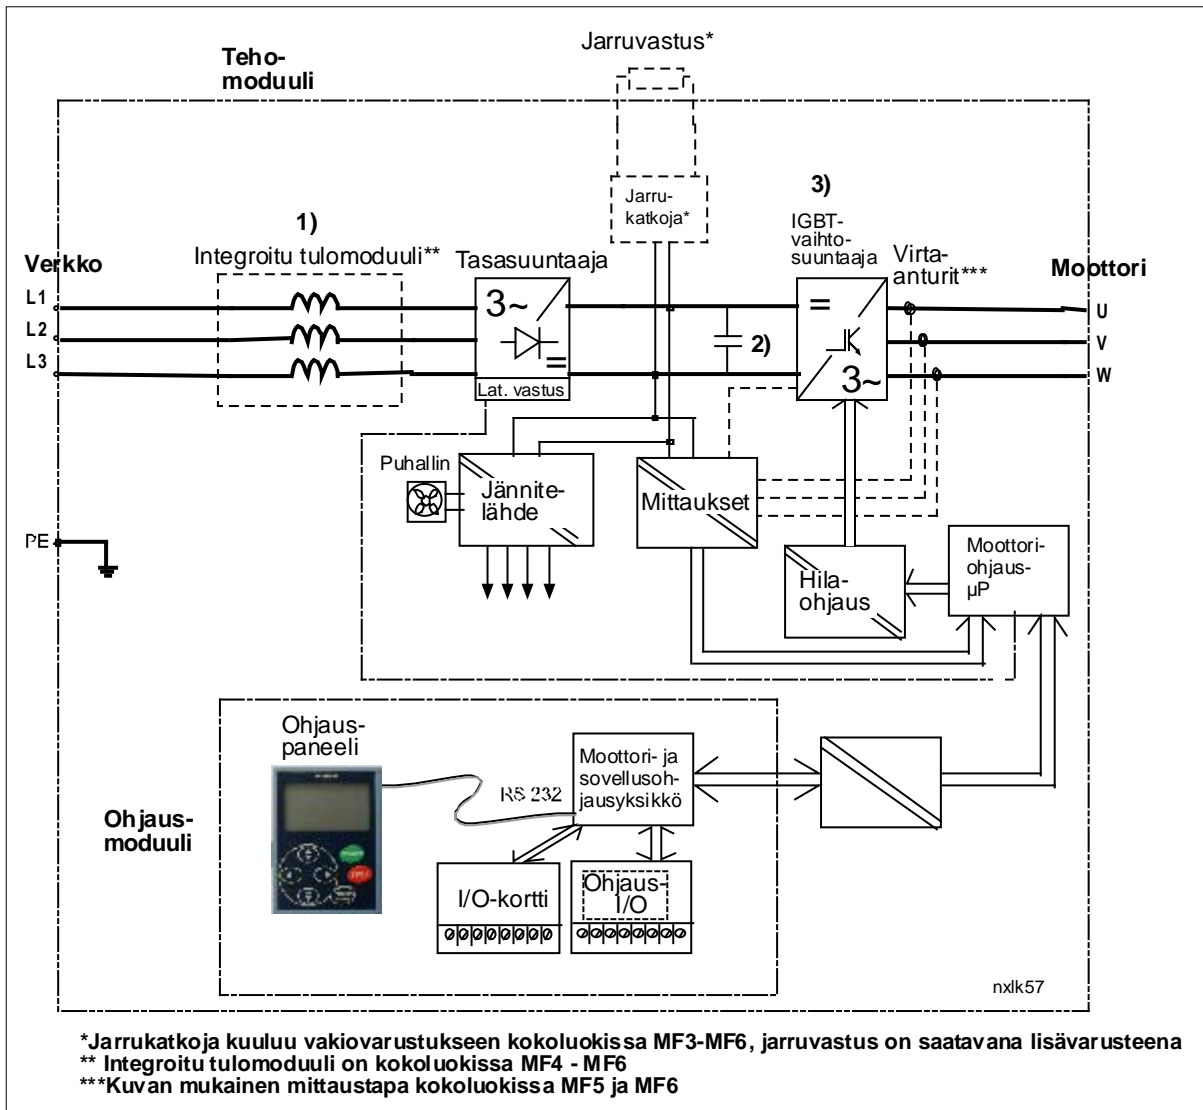 Jarruvastus*
Teho-
moduuli
Jarru-
katkoja*
3)
IGBT-
vaihto-
suuntaaja
1)
Integroitu tulomoduuli**
Tasasuuntaaja
Virta-
anturit***
Verkko
Moottori
L1
L2
L3
3~
=
Lat. vastus
2)
=
3~
U
V
W
Puhallin
Jännite-
lähde
Mittaukset
PE
Hila-
ohjaus
Moottori-
ohjaus-
µP
Ohjaus-
paneeli
Moottori- ja
sovellusoh-
jausyksikkö
RS 232
Ohjaus-
moduuli
I/O-kortti
Ohjaus-
I/O
nxlk57
*Jarrukatkoja kuuluu vakiovarustukseen kokoluokissa MF3-MF6, jarruvastus on saatavana lisävarusteena
** Integroitu tulomoduuli on kokoluokissa MF4 - MF6
***Kuvan mukainen mittaustapa kokoluokissa MF5 ja MF6